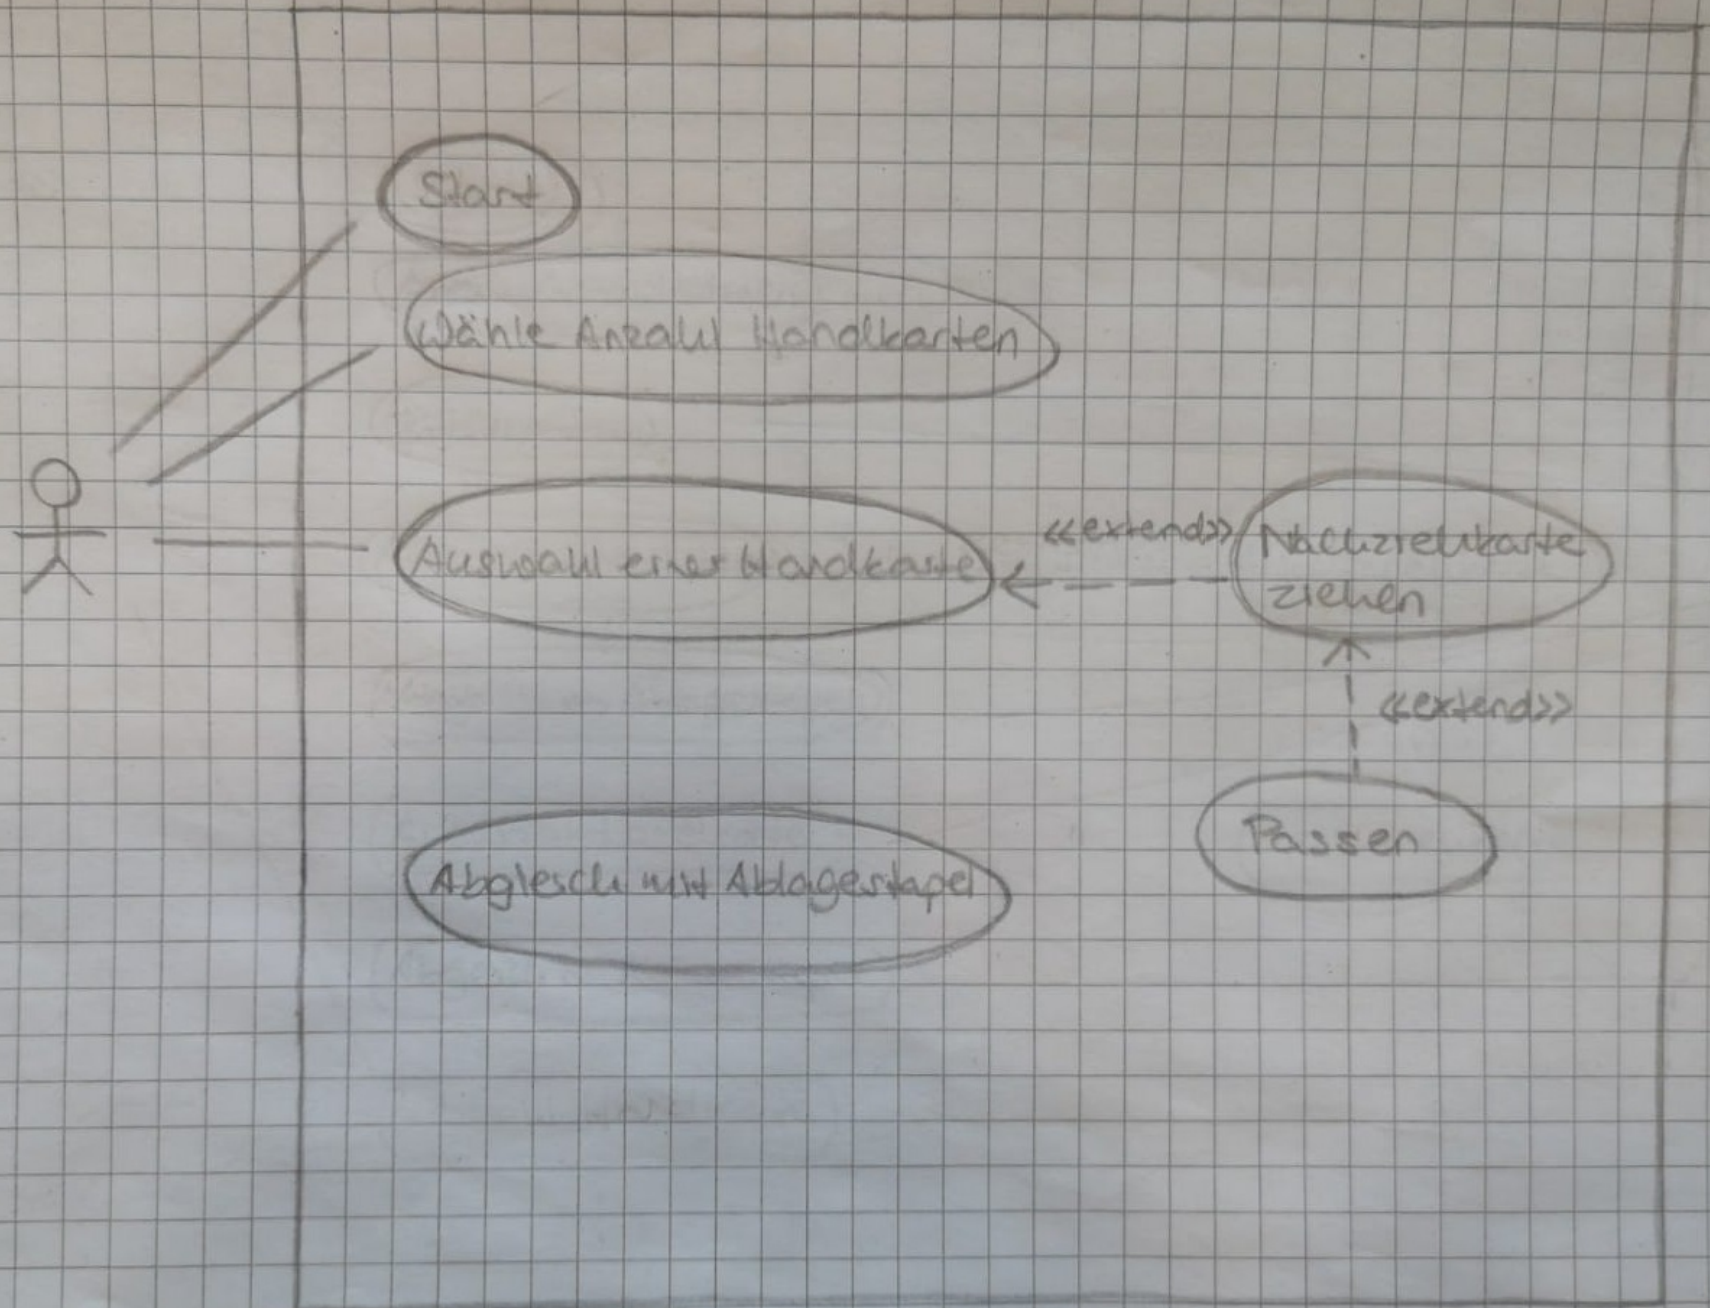 Start
Wähle Anzahl Handkarten
<<extend>>
Auswahl einer Handkarte
Nachziehkarte
ziehen
<<extend>>
Passen
Abgleich mit Ablagestapel